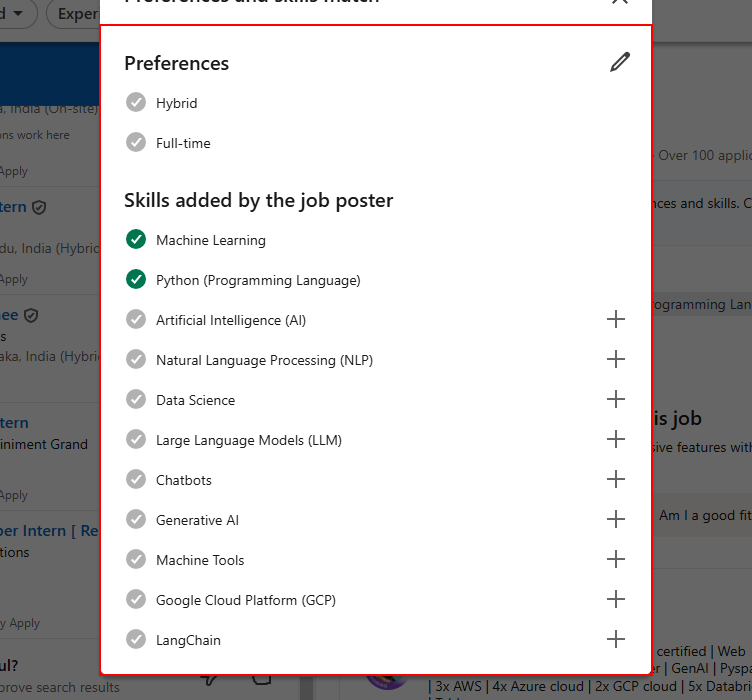 d
Exper
Preferences and skills match
Preferences
Hybrid
Full-time
Skills added by the job poster
Machine Learning
Python (Programming Language)
Artificial Intelligence (AI)
Natural Language Processing (NLP)
Data Science
Large Language Models (LLM)
Chatbots
Generative AI
Machine Tools
Google Cloud Platform (GCP)
LangChain
a, India (On-site)
ons work here
Apply
tern
du, India (Hybric
Apply
ee
s
aka, India (Hybri
tern
iniment Grand
Apply
per Intern [ Re
tions
y Apply
ul?
prove search results
Over 100 applic
nces and skills. C
rogramming Lan
is job
sive features with
Am I a good fit
certified | Web
er | GenAI | Pyspa
| 3x AWS | 4x Azure cloud | 2x GCP cloud | 5x Databri